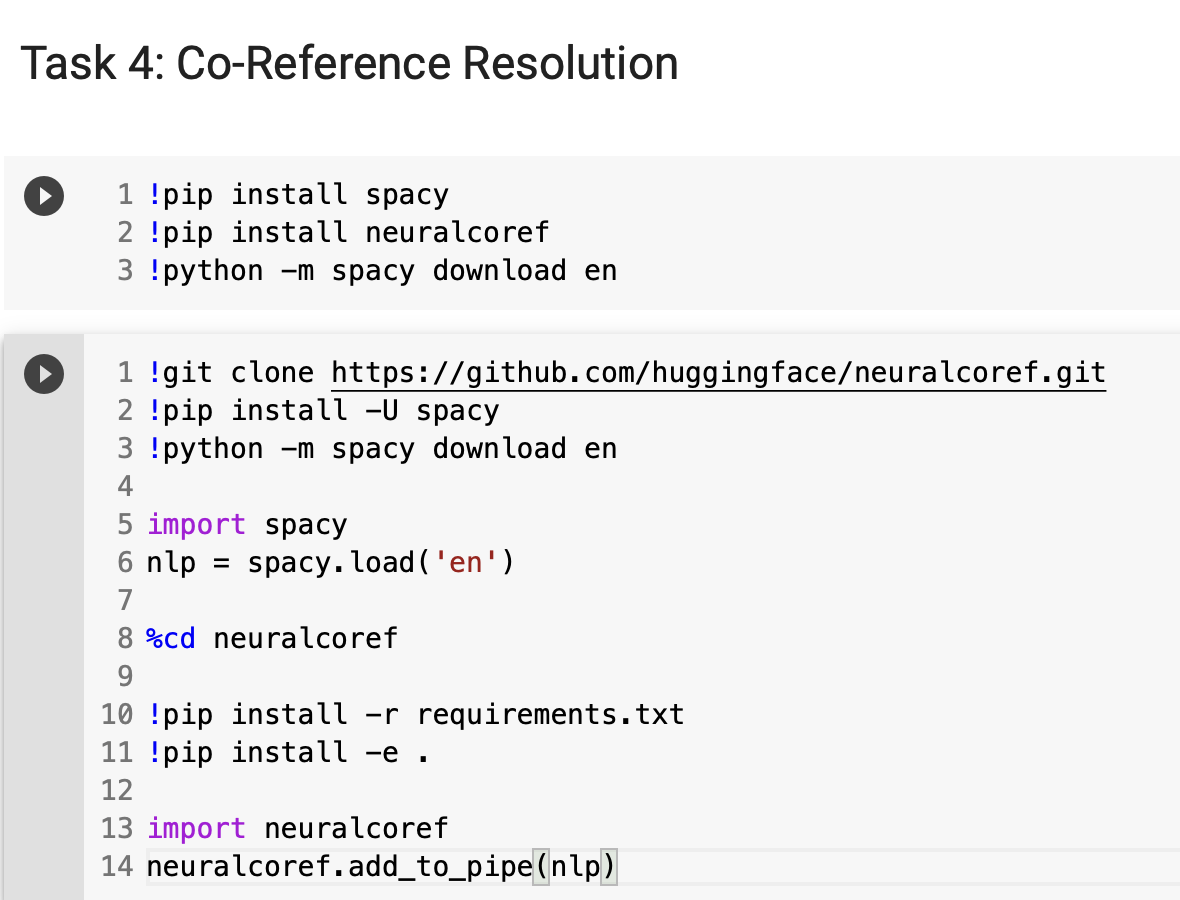 Task 4: Co-Reference Resolution
1 !pip install spacy
2 !pip install neuralcoref
3 !python -m spacy download en
1 !git clone https://github.com/huggingface/neuralcoref.git
2 !pip install -U spacy
3 !python -m spacy download en
4
5 import spacy
6 nlp = spacy.load('en')
7
8 %cd neuralcoref
9
10 !pip install -r requirements.txt
11 !pip install -e .
12
13 import neuralcoref
14 neuralcoref.add_to_pipe(nlp)